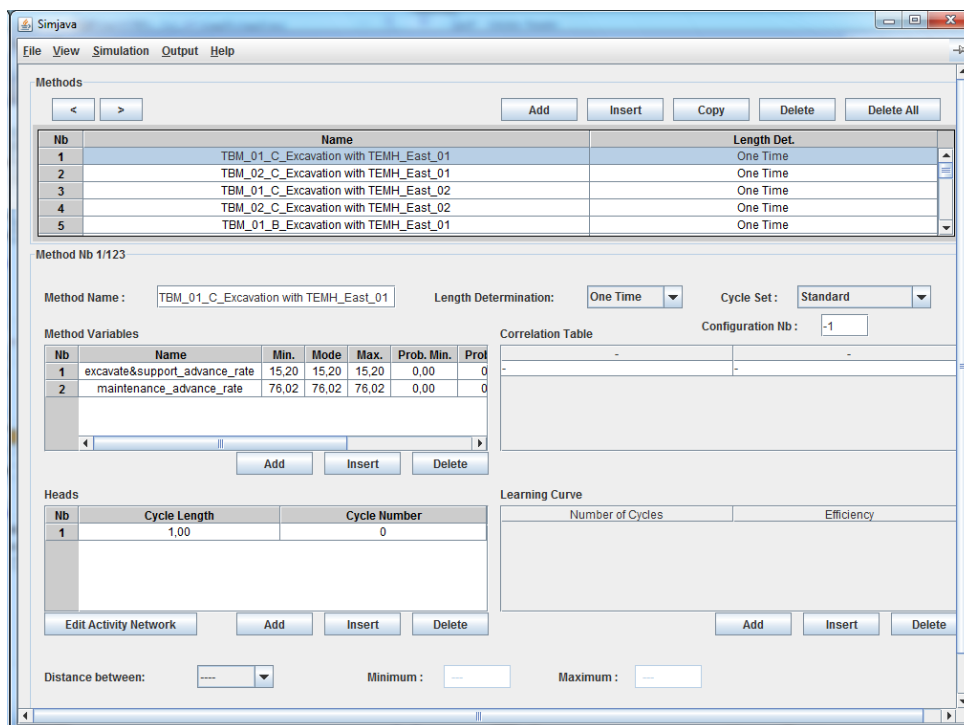 Simjava
File View Simulation Output Help
Methods
< > Add Insert Copy Delete Delete All
Nb Name Length Det.
1 TBM_01_C_Excavation with TEMH_East_01 One Time
2 TBM_02_C_Excavation with TEMH_East_01 One Time
3 TBM_01_C_Excavation with TEMH_East_02 One Time
4 TBM_02_C_Excavation with TEMH_East_02 One Time
5 TBM_01_B_Excavation with TEMH_East_01 One Time
Method Nb 1/123
Method Name : TBM_01_C_Excavation with TEMH_East_01 Length Determination: One Time Cycle Set : Standard
Configuration Nb : -1
Method Variables Correlation Table
Nb Name Min. Mode Max. Prob. Min. Prol - -
1 excavate&support_advance_rate 15,20 15,20 15,20 0,00 0 - -
2 maintenance_advance_rate 76,02 76,02 76,02 0,00 0
Add Insert Delete
Heads Learning Curve
Nb Cycle Length Cycle Number Number of Cycles Efficiency
1 1,00 0
Edit Activity Network Add Insert Delete Add Insert Delete
Distance between: ---- Minimum : ---- Maximum : ----